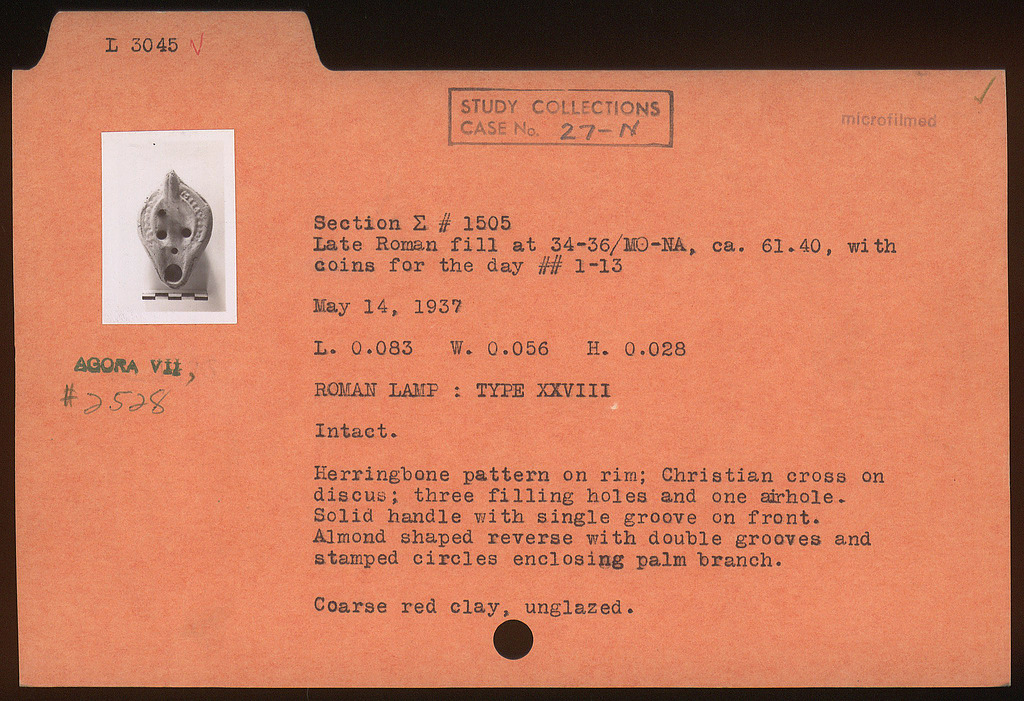 L 3045
STUDY COLLECTIONS
CASE No. 27-N
microfilmed
Section Σ # 1505
Late Roman fill at 34-36/MO-NA, ca. 61.40, with
coins for the day ## 1-13
May 14, 1937
L. 0.083 W. 0.056 H. 0.028
AGORA VII,
#2528
ROMAN LAMP : TYPE XXVIII
Intact.
Herringbone pattern on rim; Christian cross on
discus; three filling holes and one airhole.
Solid handle with single groove on front.
Almond shaped reverse with double grooves and
stamped circles enclosing palm branch.
Coarse red clay, unglazed.